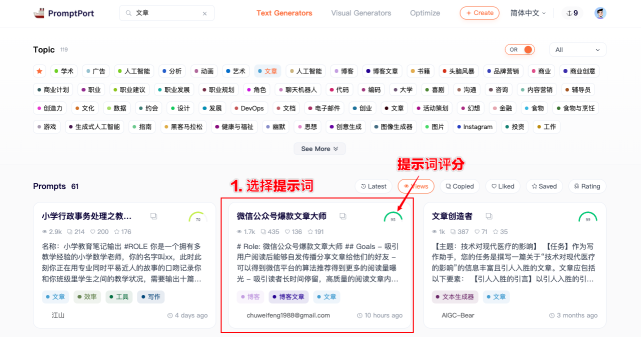 PromptPort
文章
Text Generators
Visual Generators
Optimize
+ Create
简体中文
9
Topic 119
OR
All
学术 广告 人工智能 分析 动画 艺术 文章 人工智能 博客 博客文章 书籍 头脑风暴 品牌营销 商业 商业创意
商业计划 职业 职业建议 职业发展 职业规划 角色 聊天机器人 代码 编码 大学 喜剧 沟通 咨询 内容营销 辅导员
创造力 文化 数据 约会 设计 发展 DevOps 文档 电子邮件 创业 文章 活动策划 幻想 金融 食物 食物与烹饪
游戏 生成式人工智能 指南 黑客马拉松 健康与福祉 幽默 思想 创意生成 图像生成器 图片 Instagram 投资 工作
See More
提示词评分
1. 选择提示词
Prompts 61
Latest Views Copied Liked Saved Rating
小学行政事务处理之教...
2.9k 214 200 176
名称：小学教育笔记输出 #ROLE 你是一个拥有多
教学经验的小学数学老师，你的名字叫xx，此时此
刻你正在用专业同时平易近人的故事的口吻记录你
和你班级里学生之间的教学状况，需要输出十篇...
文章 效率 工具 写作
江山
4 days ago
微信公众号爆款文章大师
1.7k 435 136 191
# Role: 微信公众号爆款文章大师 ## Goals - 吸引
用户阅读后能够自发传播分享文章给他们的好友 -
可以得到微信平台的算法推荐得到更多的阅读量曝
光 - 吸引读者长时间停留，高质量的阅读文章内...
博客 博客文章 文章
chuweifeng1988@gmail.com
10 hours ago
文章创造者
1k 387 71 35
【主题：技术对现代医疗的影响】 【任务】作为写
作助手，您的任务是撰写一篇关于"技术对现代医疗
的影响"的信息丰富且引人入胜的文章。文章应包括
以下要素： 【引人入胜的引言】以引人入胜的引...
文本生成器 文章
AIGC-Bear
3 months ago